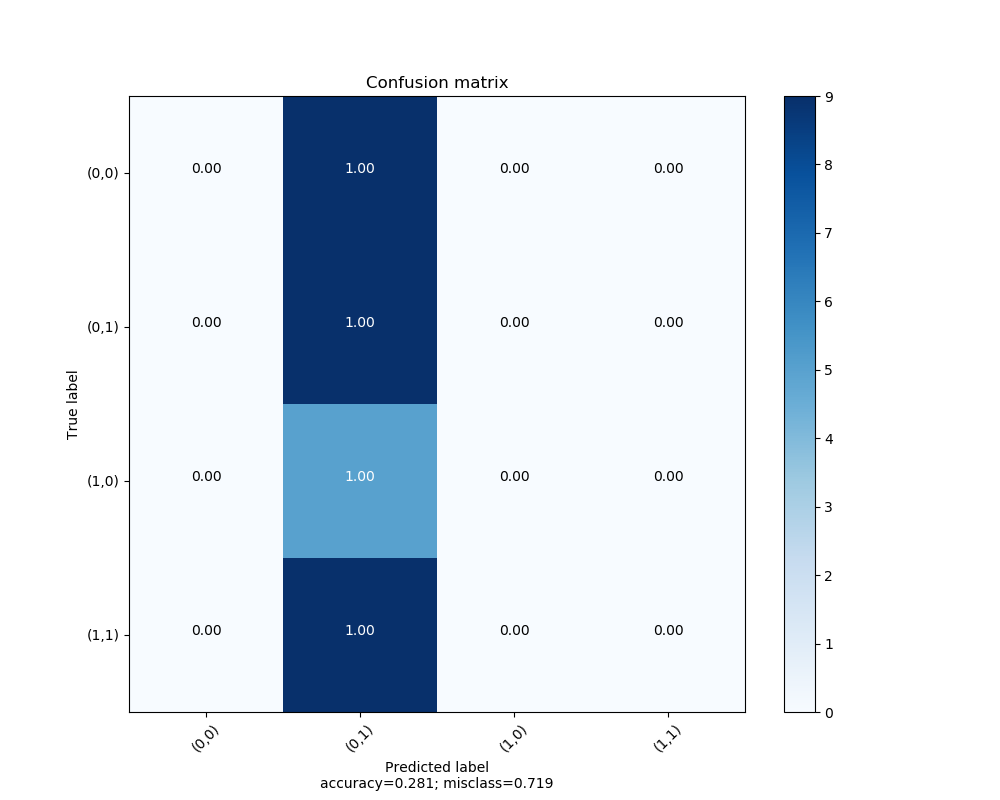 Confusion matrix
(0,0) 0.00 1.00 0.00 0.00
(0,1) 0.00 1.00 0.00 0.00
(1,0) 0.00 1.00 0.00 0.00
(1,1) 0.00 1.00 0.00 0.00
True label
(0,0) (0,1) (1,0) (1,1)
Predicted label
accuracy=0.281; misclass=0.719
9
8
7
6
5
4
3
2
1
0